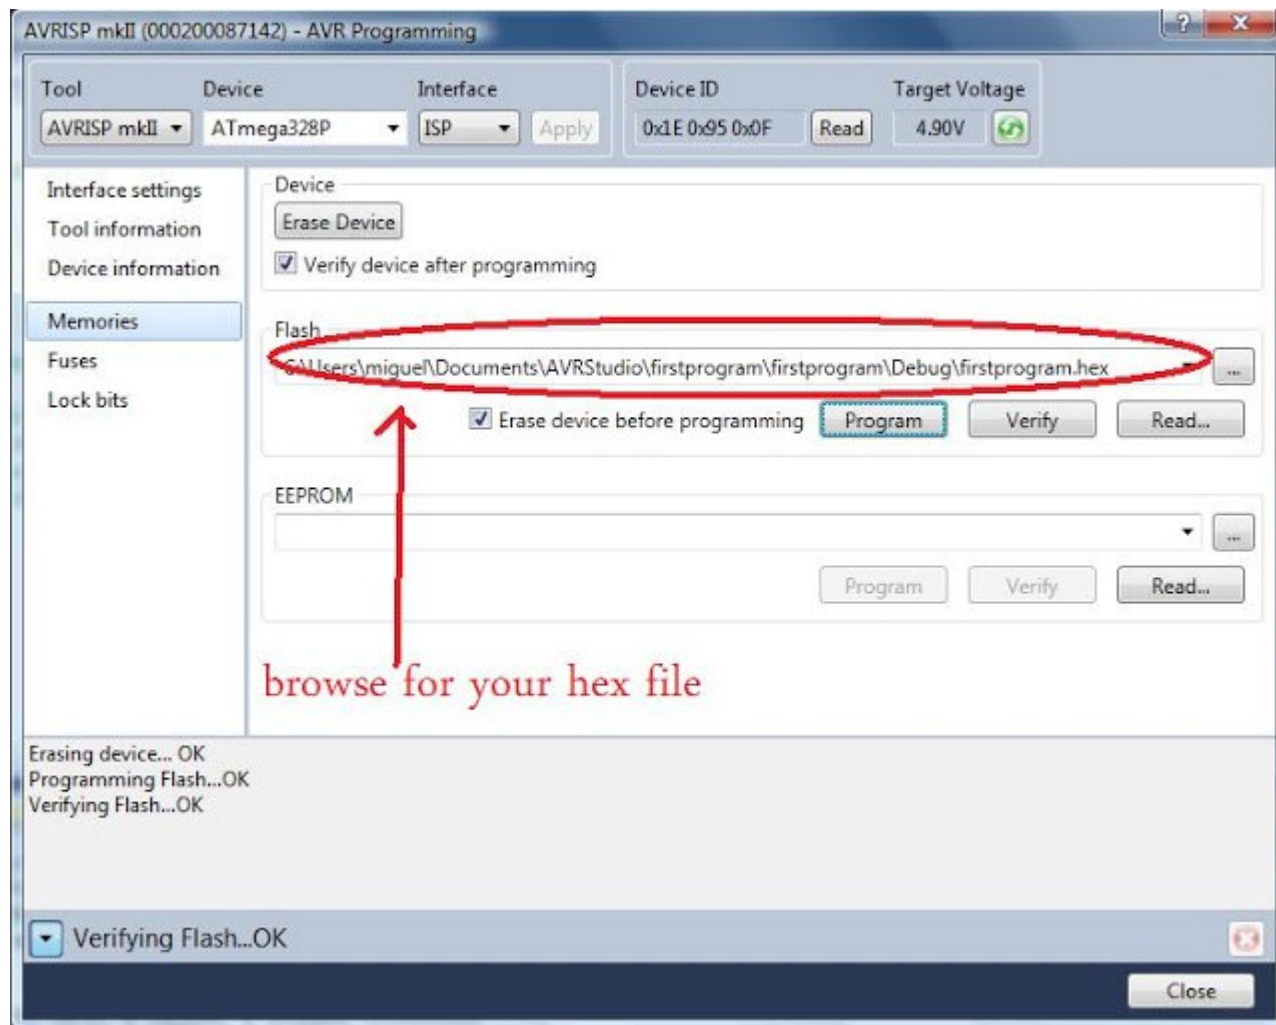 AVRISP mkII (000200087142) - AVR Programming
Tool Device Interface Device ID Target Voltage
AVRISP mkII ATmega328P ISP Apply 0x1E 0x95 0x0F Read 4.90V
Interface settings
Tool information
Device information
Memories
Fuses
Lock bits
Device
Erase Device
Verify device after programming
Flash
C:\Users\miguel\Documents\AVRStudio\firstprogram\firstprogram\Debug\firstprogram.hex ...
Erase device before programming Program Verify Read...
EEPROM
...
Program Verify Read...
browse for your hex file
Erasing device... OK
Programming Flash...OK
Verifying Flash...OK
Verifying Flash...OK
Close